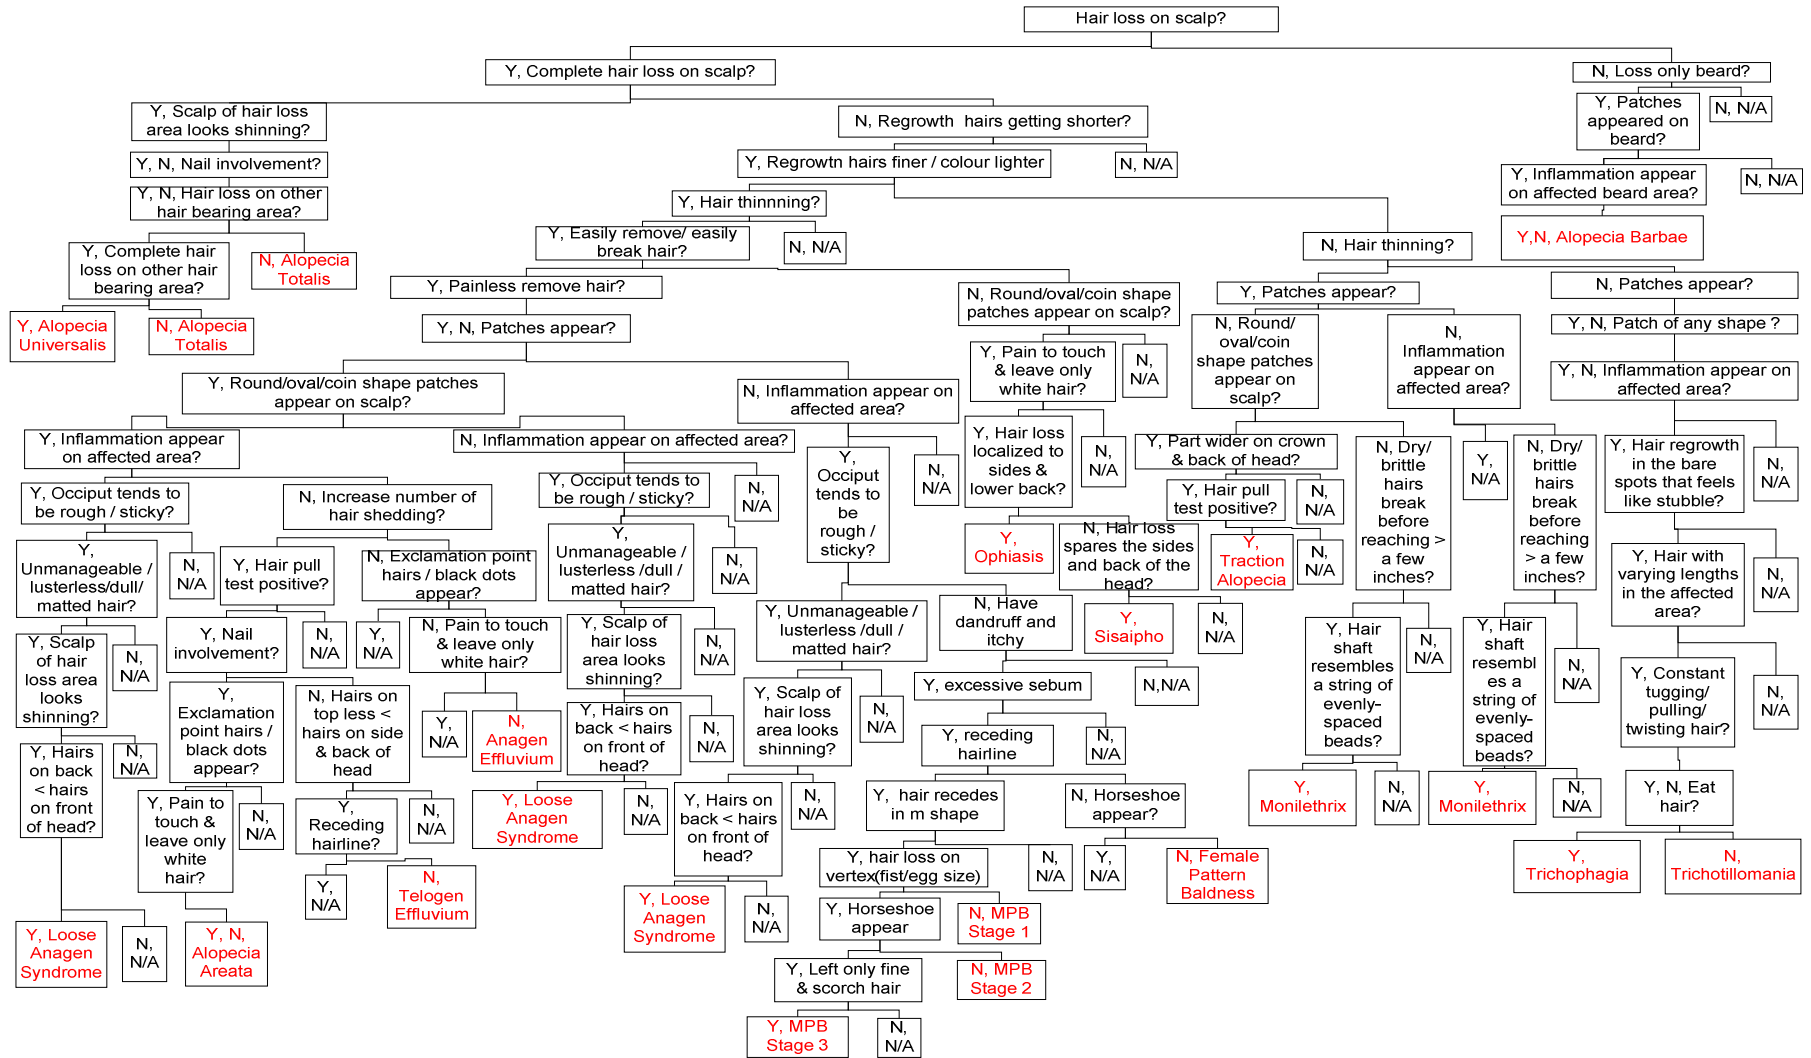 Hair loss on scalp?
Y, Complete hair loss on scalp?
N, Loss only beard?
Y, Scalp of hair loss
area looks shinning?
N, Regrowth  hairs getting shorter?
Y, Patches
appeared on
beard?
N, N/A
Y, N, Nail involvement?
Y, Regrowtn hairs finer / colour lighter
N, N/A
Y, Inflammation appear
on affected beard area?
N, N/A
Y, N, Hair loss on other
hair bearing area?
Y, Hair thinnning?
Y,N, Alopecia Barbae
Y, Complete hair
loss on other hair
bearing area?
N, Alopecia
Totalis
Y, Easily remove/ easily
break hair?
N, N/A
N, Hair thinning?
Y, Painless remove hair?
N, Round/oval/coin shape
patches appear on scalp?
Y, Patches appear?
N, Patches appear?
Y, Alopecia
Universalis
N, Alopecia
Totalis
Y, N, Patches appear?
N, Round/
oval/coin
shape patches
appear on
scalp?
N,
Inflammation
appear on
affected area?
Y, N, Patch of any shape ?
Y, Pain to touch
& leave only
white hair?
N,
N/A
Y, Round/oval/coin shape patches
appear on scalp?
N, Inflammation appear on
affected area?
Y, N, Inflammation appear on
affected area?
Y, Inflammation appear
on affected area?
N, Inflammation appear on affected area?
Y,
Occiput
tends to
be
rough /
sticky?
N,
N/A
Y, Hair loss
localized to
sides &
lower back?
N,
N/A
Y, Part wider on crown
& back of head?
N, Dry/
brittle
hairs
break
before
reaching >
a few
inches?
Y,
N/A
N, Dry/
brittle
hairs
break
before
reaching
> a few
inches?
Y, Hair regrowth
in the bare
spots that feels
like stubble?
N,
N/A
Y, Occiput tends to
be rough / sticky?
N, Increase number of
hair shedding?
Y, Occiput tends to
be rough / sticky?
N,
N/A
Y, Hair pull
test positive?
N,
N/A
Y,
Unmanageable /
lusterless/dull/
matted hair?
N,
N/A
Y, Hair pull
test positive?
N, Exclamation point
hairs / black dots
appear?
Y,
Unmanageable /
lusterless /dull /
matted hair?
N,
N/A
Y,
Ophiasis
N, Hair loss
spares the sides
and back of the
head?
Y,
Traction
Alopecia
N,
N/A
Y, Hair with
varying lengths
in the affected
area?
N,
N/A
Y, Scalp
of hair
loss area
looks
shinning?
N,
N/A
Y, Nail
involvement?
N,
N/A
Y,
N/A
N, Pain to touch
& leave only
white hair?
Y, Scalp of
hair loss
area looks
shinning?
N,
N/A
Y, Unmanageable /
lusterless /dull /
matted hair?
N, Have
dandruff and
itchy
Y,
Sisaipho
N,
N/A
Y, Hair
shaft
resembles
a string of
evenly-
spaced
beads?
N,
N/A
Y, Hair
shaft
resembl
es a
string of
evenly-
spaced
beads?
N,
N/A
Y, Constant
tugging/
pulling/
twisting hair?
N,
N/A
Y,
Exclamation
point hairs /
black dots
appear?
N, Hairs on
top less <
hairs on side
& back of
head
Y,
N/A
N,
Anagen
Effluvium
Y, Hairs on
back < hairs
on front of
head?
N,
N/A
Y, Scalp of
hair loss
area looks
shinning?
N,
N/A
Y, excessive sebum
N,N/A
Y, Hairs
on back
< hairs
on front
of head?
N,
N/A
Y, receding
hairline
N,
N/A
Y,
Monilethrix
N,
N/A
Y,
Monilethrix
N,
N/A
Y, N, Eat
hair?
Y, Pain to
touch &
leave only
white
hair?
N,
N/A
Y,
Receding
hairline?
N,
N/A
Y, Loose
Anagen
Syndrome
N,
N/A
Y, Hairs on
back < hairs
on front of
head?
N,
N/A
Y,  hair recedes
in m shape
N, Horseshoe
appear?
Y,
Trichophagia
N,
Trichotillomania
Y,
N/A
N,
Telogen
Effluvium
Y, hair loss on
vertex(fist/egg size)
N,
N/A
Y,
N/A
N, Female
Pattern
Baldness
Y, Loose
Anagen
Syndrome
N,
N/A
Y, N,
Alopecia
Areata
Y, Loose
Anagen
Syndrome
N,
N/A
Y, Horseshoe
appear
N, MPB
Stage 1
Y, Left only fine
& scorch hair
N, MPB
Stage 2
Y, MPB
Stage 3
N,
N/A